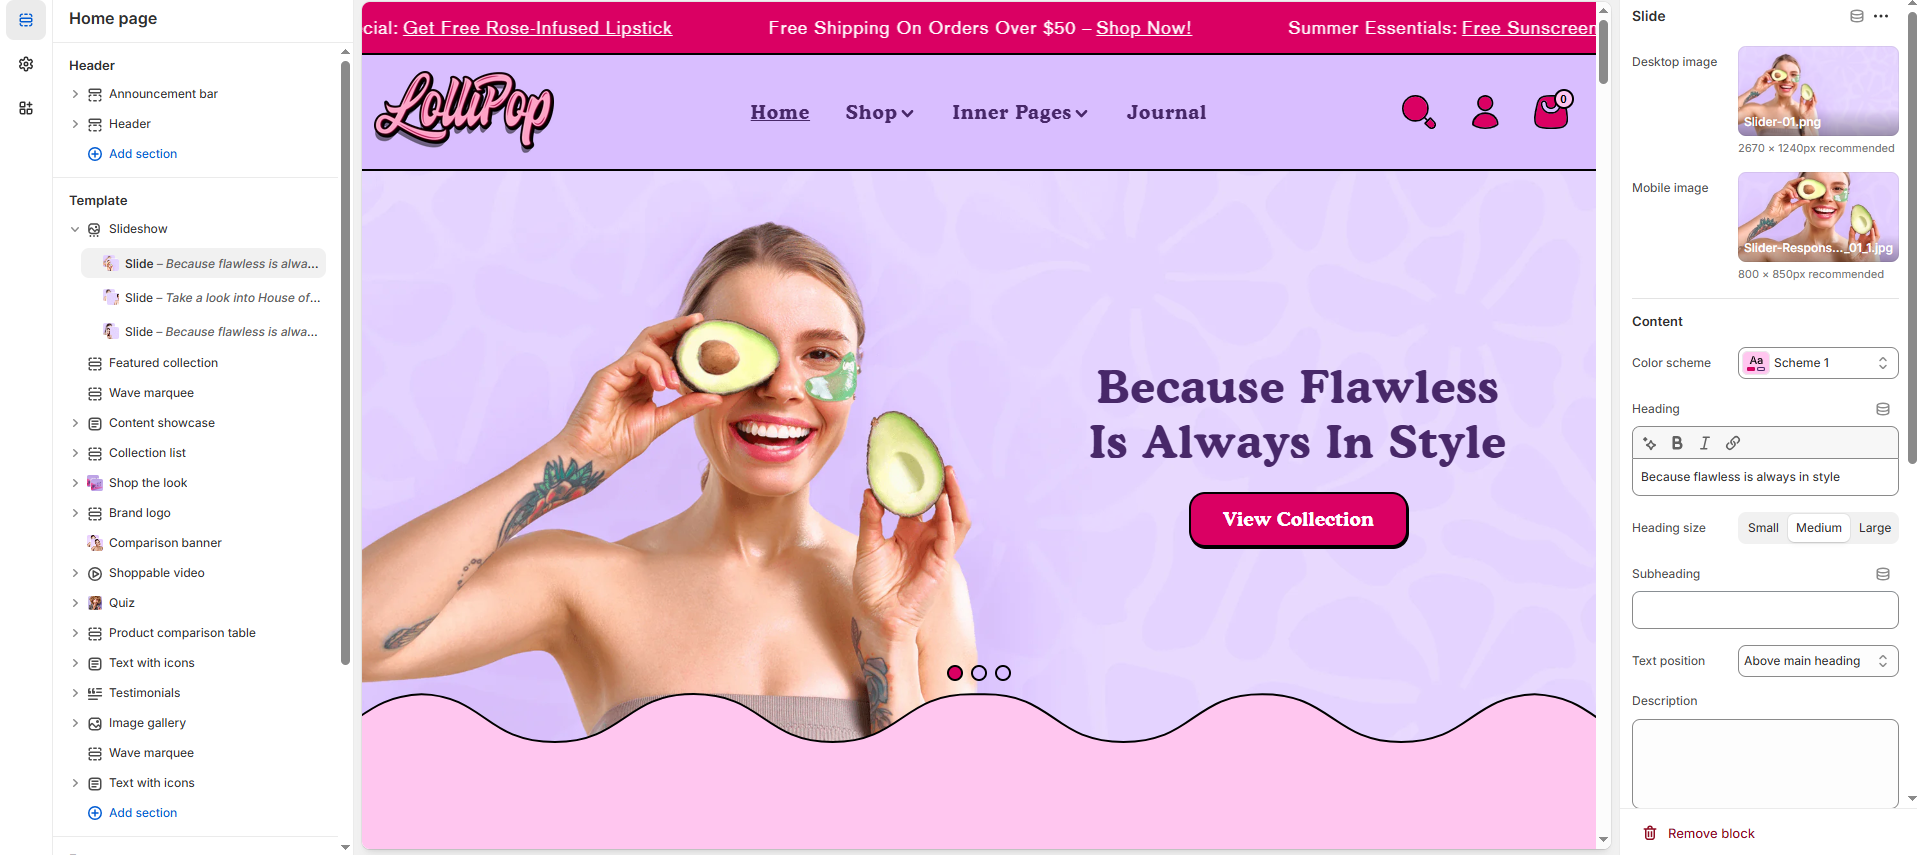 Home page
Header
Announcement bar
Header
Add section
Template
Slideshow
Slide – Because flawless is alwa...
Slide – Take a look into House of...
Slide – Because flawless is alwa...
Featured collection
Wave marquee
Content showcase
Collection list
Shop the look
Brand logo
Comparison banner
Shoppable video
Quiz
Product comparison table
Text with icons
Testimonials
Image gallery
Wave marquee
Text with icons
Add section
cial: Get Free Rose-Infused Lipstick
Free Shipping On Orders Over $50 – Shop Now!
Summer Essentials: Free Sunscreen
LolliPop
Home
Shop
Inner Pages
Journal
0
Because Flawless
Is Always In Style
View Collection
Slide
Desktop image
Slider-01.png
2670 × 1240px recommended
Mobile image
Slider-Respons..._01_1.jpg
800 × 850px recommended
Content
Color scheme
Aa
Scheme 1
Heading
B I
Because flawless is always in style
Heading size
Small
Medium
Large
Subheading
Text position
Above main heading
Description
Remove block